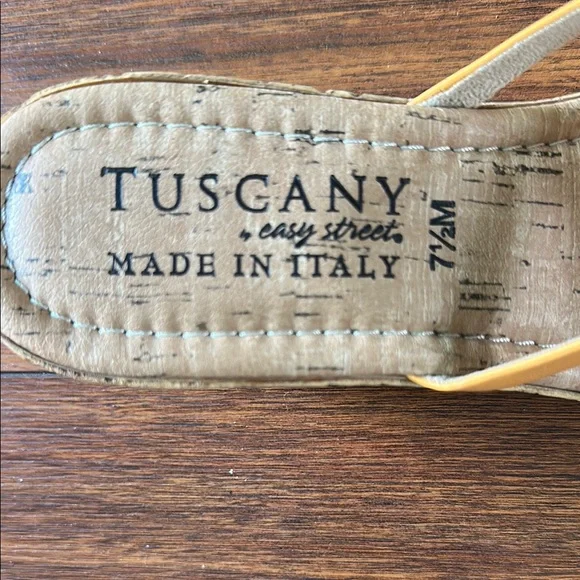 TUSCANY
by easy street.
MADE IN ITALY
7½M